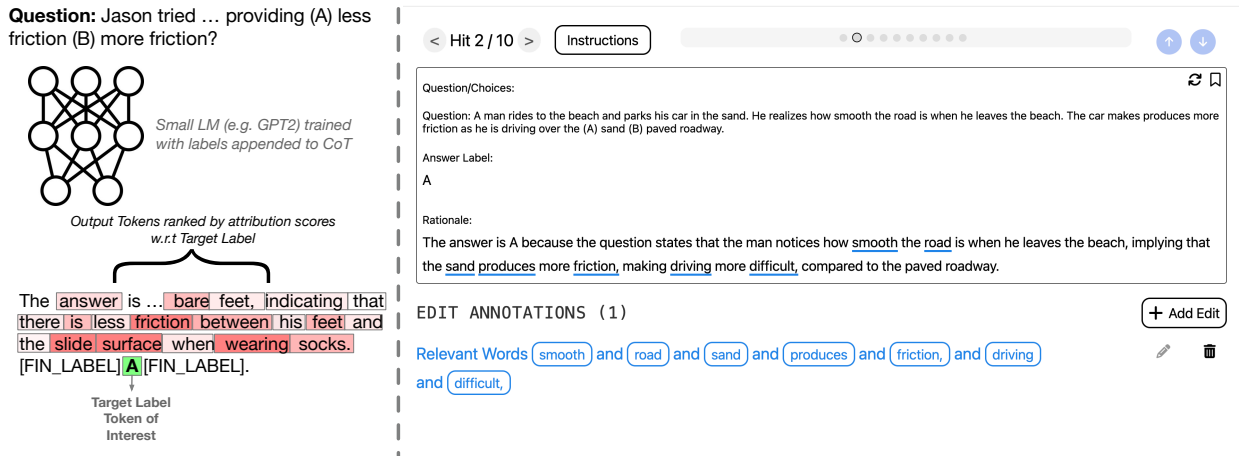 Question: Jason tried … providing (A) less
friction (B) more friction?
Small LM (e.g. GPT2) trained
with labels appended to CoT
Output Tokens ranked by attribution scores
w.r.t Target Label
The answer is … bare feet, indicating that
there is less friction between his feet and
the slide surface when wearing socks.
[FIN_LABEL] A [FIN_LABEL].
Target Label
Token of
Interest
< Hit 2 / 10 > Instructions
Question/Choices:
Question: A man rides to the beach and parks his car in the sand. He realizes how smooth the road is when he leaves the beach. The car makes produces more
friction as he is driving over the (A) sand (B) paved roadway.
Answer Label:
A
Rationale:
The answer is A because the question states that the man notices how smooth the road is when he leaves the beach, implying that
the sand produces more friction, making driving more difficult, compared to the paved roadway.
EDIT ANNOTATIONS (1)
+ Add Edit
Relevant Words smooth and road and sand and produces and friction, and driving
and difficult,